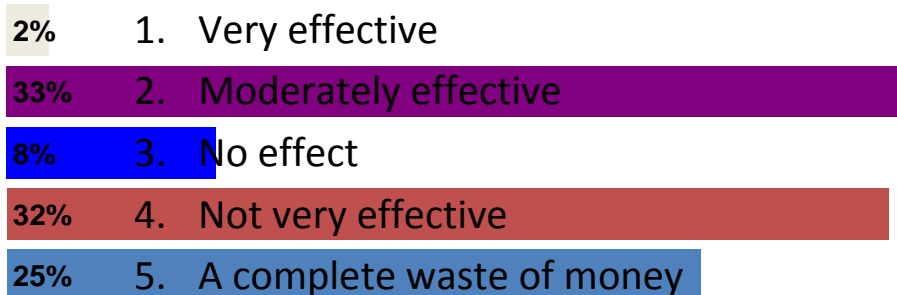 2% 1. Very effective
33% 2. Moderately effective
8% 3. No effect
32% 4. Not very effective
25% 5. A complete waste of money